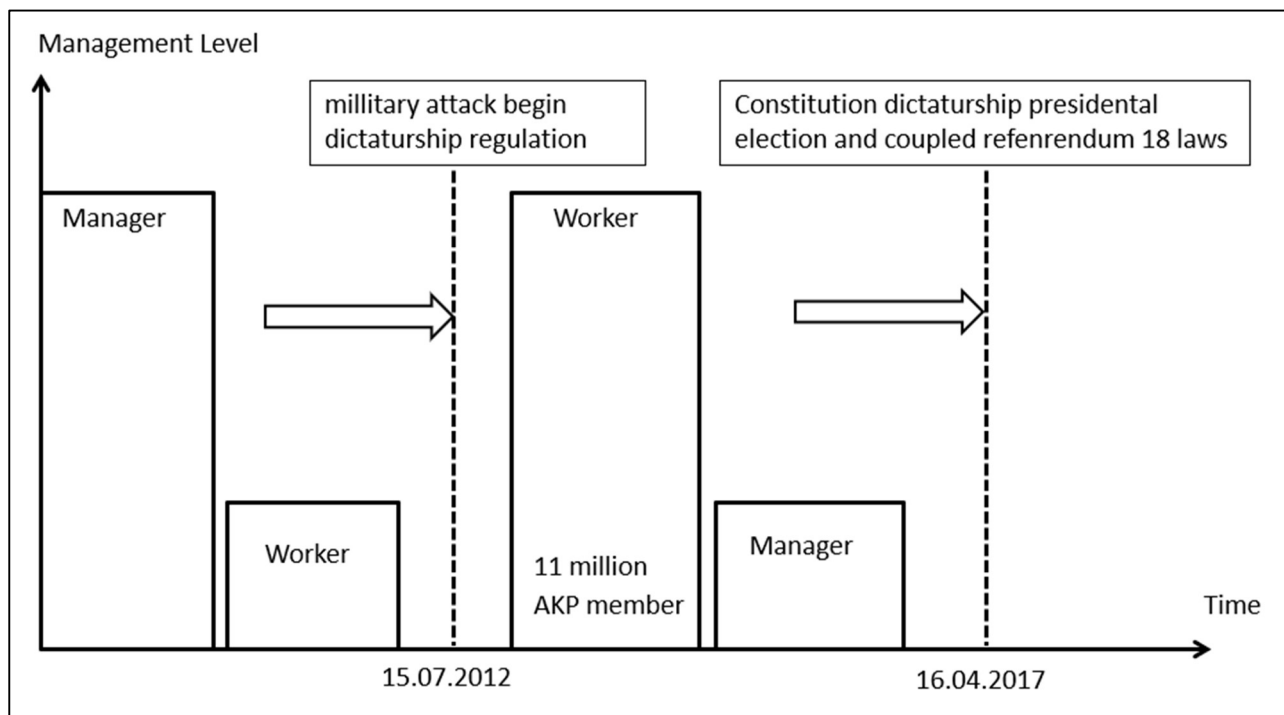 Management Level
millitary attack begin
dictaturship regulation
Constitution dictaturship presidental
election and coupled refenrendum 18 laws
Manager
Worker
Worker
Manager
11 million
AKP member
Time
15.07.2012
16.04.2017